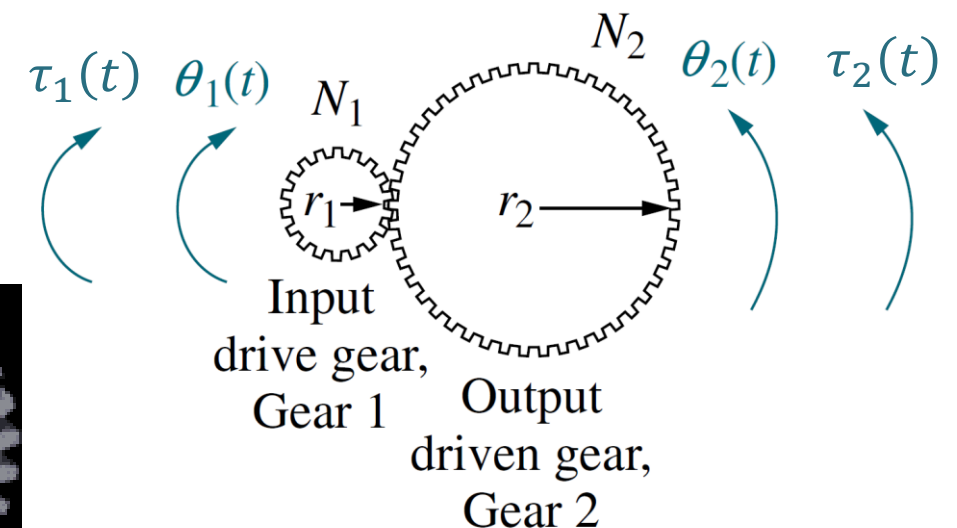 τ₁(t) θ₁(t) N₁ N₂ θ₂(t) τ₂(t)
r₁ r₂
Input
drive gear,
Gear 1
Output
driven gear,
Gear 2